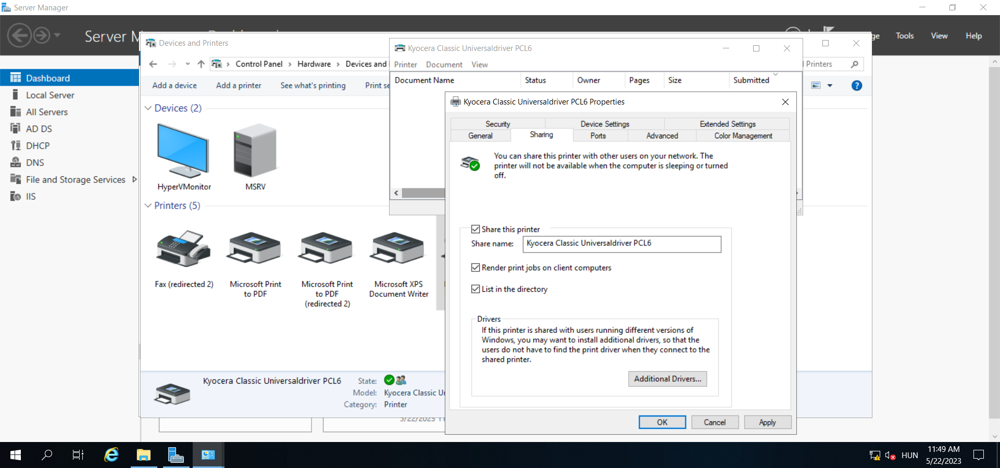 Server Manager
Server M
Tools
View
Help
Dashboard
Local Server
All Servers
AD DS
DHCP
DNS
File and Storage Services
IIS
Devices and Printers
Control Panel
Hardware
Devices and
Printers
Add a device
Add a printer
See what's printing
Print se
Devices (2)
HyperVMonitor
MSRV
Printers (5)
Fax (redirected 2)
Microsoft Print
to PDF
Microsoft Print
to PDF
(redirected 2)
Microsoft XPS
Document Writer
Kyocera Classic Universaldriver PCL6
State:
Model:
Kyocera Classic Un
Category:
Printer
Kyocera Classic Universaldriver PCL6
Printer
Document
View
Document Name
Status
Owner
Pages
Size
Submitted
Kyocera Classic Universaldriver PCL6 Properties
Security
Device Settings
Extended Settings
General
Sharing
Ports
Advanced
Color Management
You can share this printer with other users on your network. The
printer will not be available when the computer is sleeping or turned
off.
Share this printer
Share name:
Kyocera Classic Universaldriver PCL6
Render print jobs on client computers
List in the directory
Drivers
If this printer is shared with users running different versions of
Windows, you may want to install additional drivers, so that the
users do not have to find the print driver when they connect to the
shared printer.
Additional Drivers...
OK
Cancel
Apply
5/22/2023 11
HUN
11:49 AM
5/22/2023